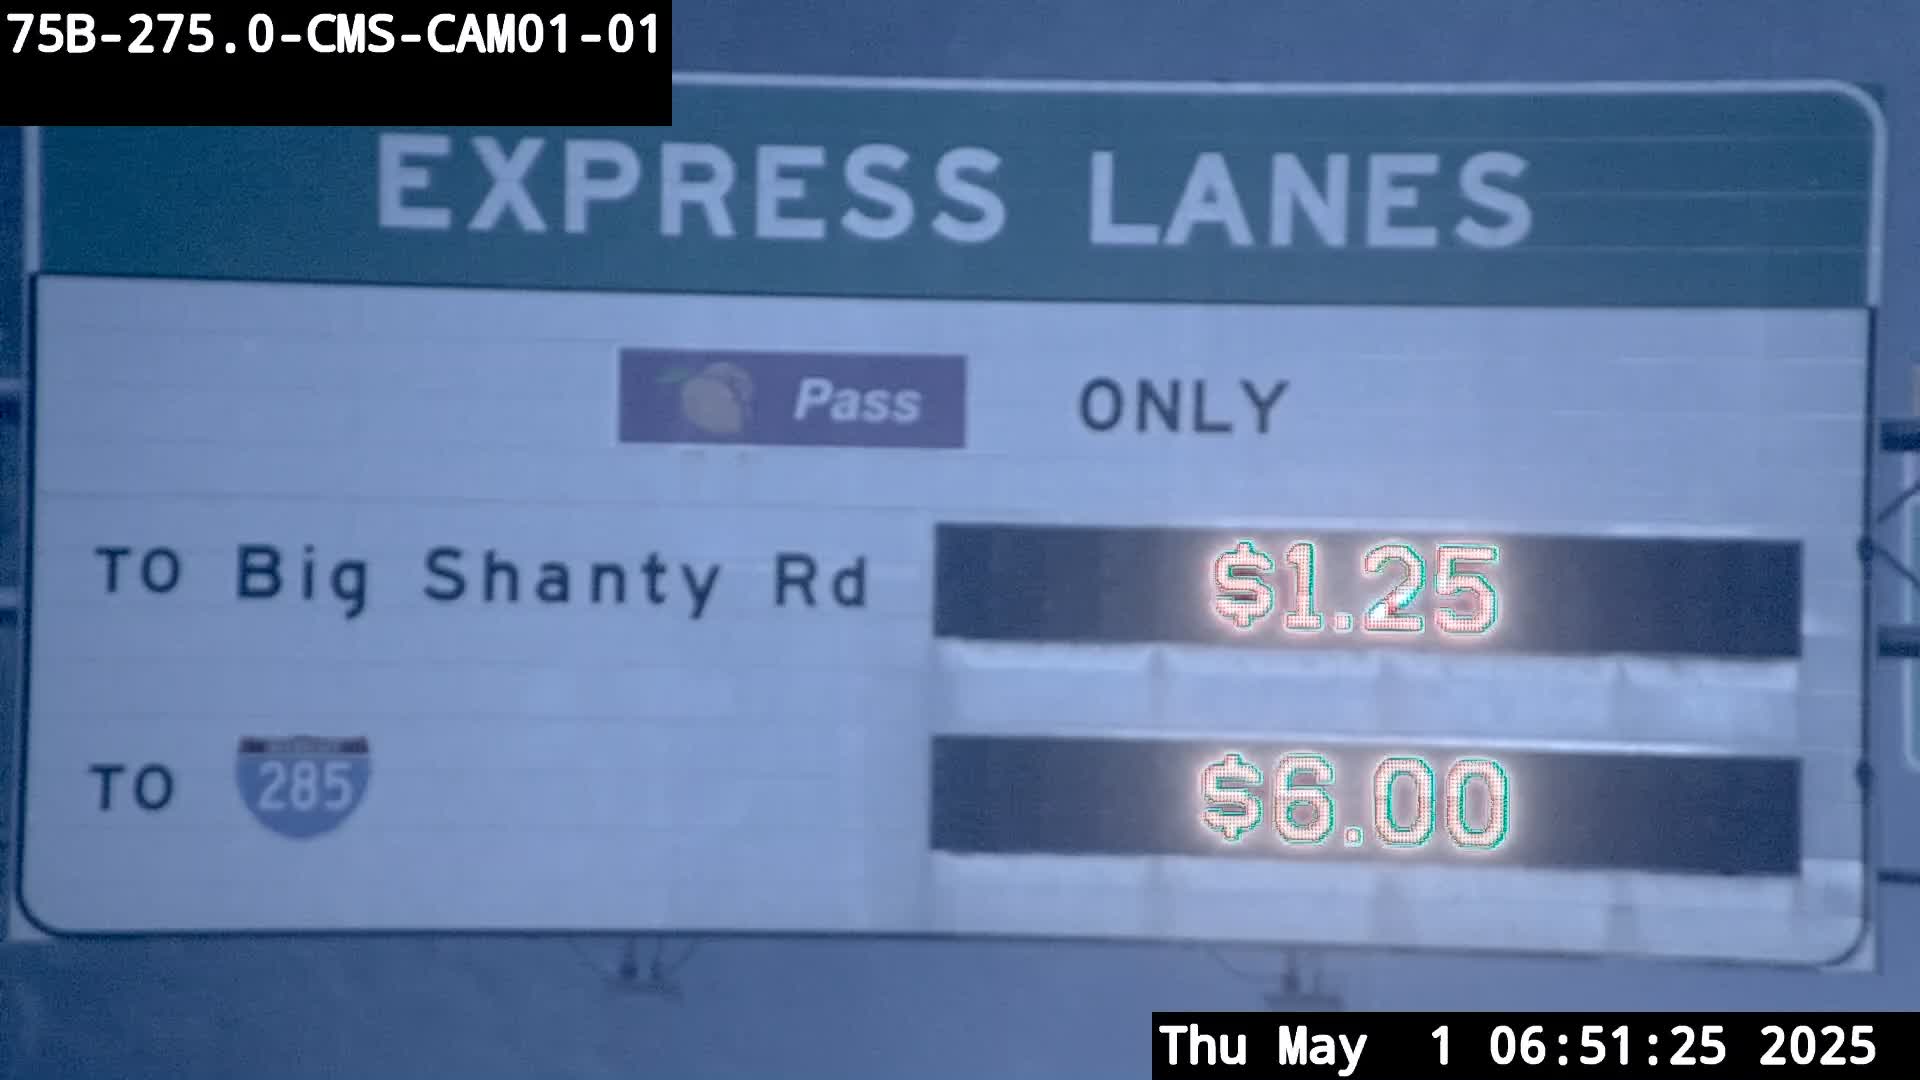 75B-275.0-CMS-CAM01-01
EXPRESS LANES
Pass ONLY
TO Big Shanty Rd $1.25
TO 285 $6.00
Thu May 1 06:51:25 2025